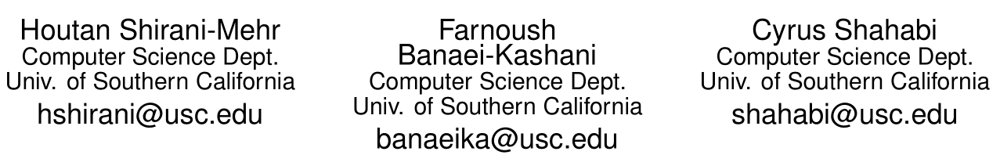 Houtan Shirani-Mehr
Computer Science Dept.
Univ. of Southern California
hshirani@usc.edu
Farnoush
Banaei-Kashani
Computer Science Dept.
Univ. of Southern California
banaeika@usc.edu
Cyrus Shahabi
Computer Science Dept.
Univ. of Southern California
shahabi@usc.edu